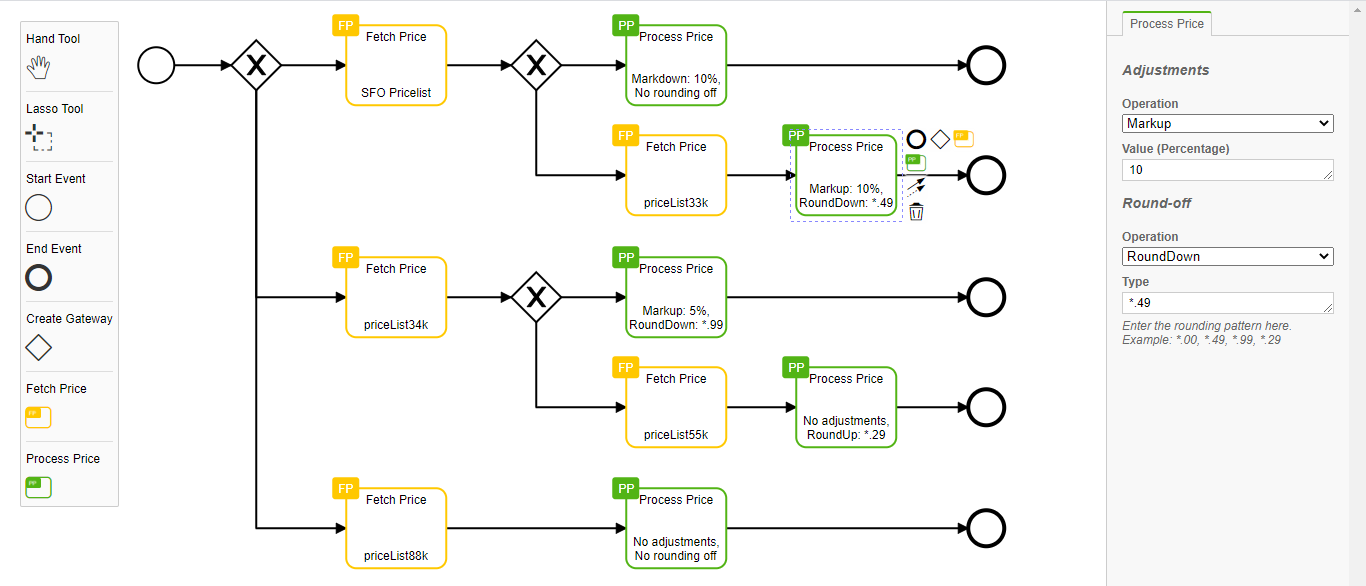 Hand Tool
Lasso Tool
Start Event
End Event
Create Gateway
Fetch Price
FP
Process Price
PP
X
FP
Fetch Price
SFO Pricelist
X
PP
Process Price
Markdown: 10%,
No rounding off
FP
Fetch Price
priceList33k
PP
Process Price
Markup: 10%,
RoundDown: *.49
FP
PP
FP
Fetch Price
priceList34k
X
PP
Process Price
Markup: 5%,
RoundDown: *.99
FP
Fetch Price
priceList55k
PP
Process Price
No adjustments,
RoundUp: *.29
FP
Fetch Price
priceList88k
PP
Process Price
No adjustments,
No rounding off
Process Price
Adjustments
Operation
Markup
Value (Percentage)
10
Round-off
Operation
RoundDown
Type
*.49
Enter the rounding pattern here.
Example: *.00, *.49, *.99, *.29